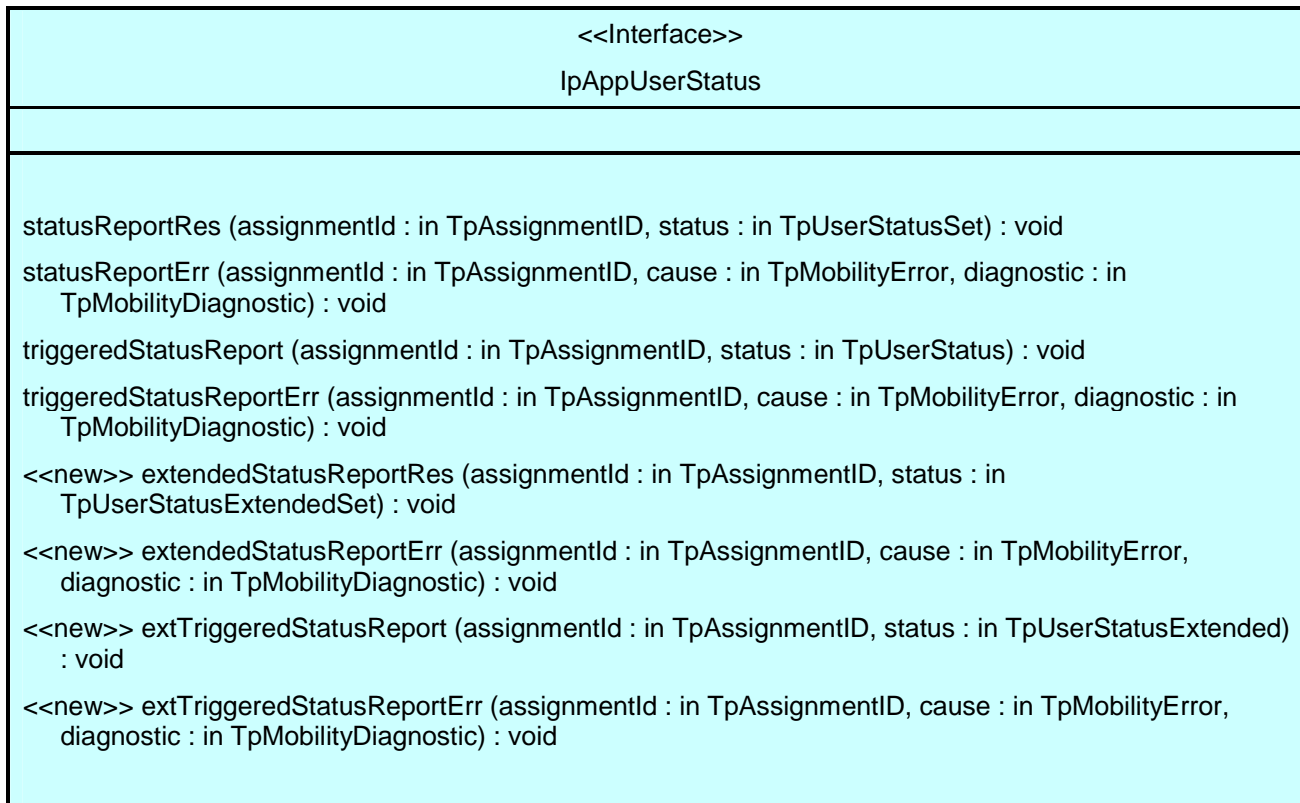 <<Interface>>
IpAppUserStatus
statusReportRes (assignmentId : in TpAssignmentID, status : in TpUserStatusSet) : void
statusReportErr (assignmentId : in TpAssignmentID, cause : in TpMobilityError, diagnostic : in
TpMobilityDiagnostic) : void
triggeredStatusReport (assignmentId : in TpAssignmentID, status : in TpUserStatus) : void
triggeredStatusReportErr (assignmentId : in TpAssignmentID, cause : in TpMobilityError, diagnostic : in
TpMobilityDiagnostic) : void
<<new>> extendedStatusReportRes (assignmentId : in TpAssignmentID, status : in
TpUserStatusExtendedSet) : void
<<new>> extendedStatusReportErr (assignmentId : in TpAssignmentID, cause : in TpMobilityError,
diagnostic : in TpMobilityDiagnostic) : void
<<new>> extTriggeredStatusReport (assignmentId : in TpAssignmentID, status : in TpUserStatusExtended)
: void
<<new>> extTriggeredStatusReportErr (assignmentId : in TpAssignmentID, cause : in TpMobilityError,
diagnostic : in TpMobilityDiagnostic) : void